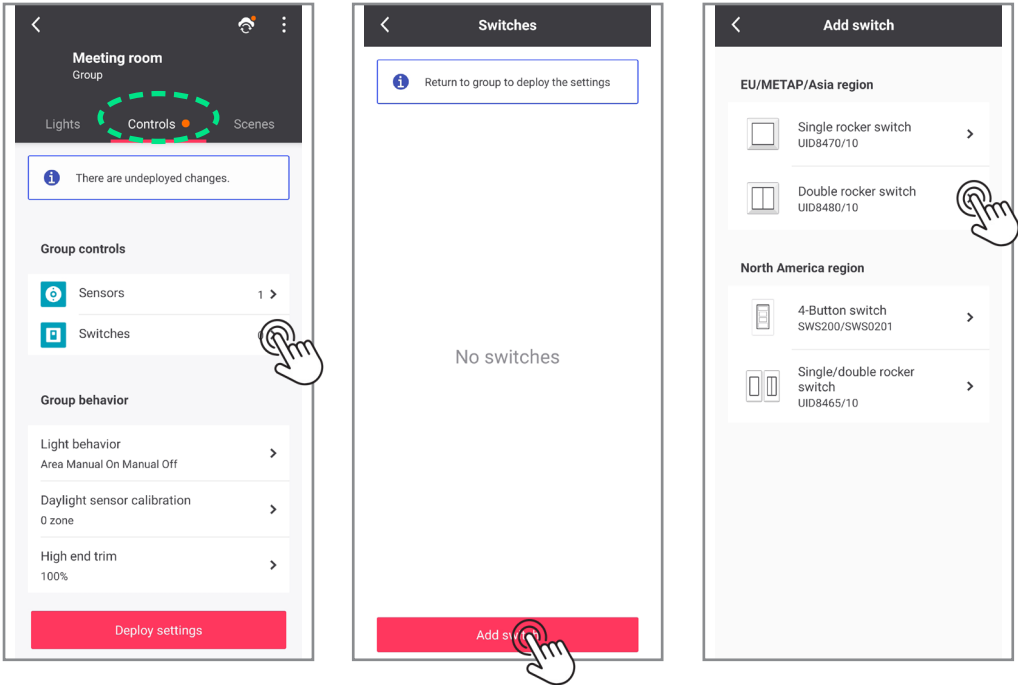 Meeting room
Group
Lights
Controls
Scenes
There are undeployed changes.
Group controls
Sensors
1
Switches
Group behavior
Light behavior
Area Manual On Manual Off
Daylight sensor calibration
0 zone
High end trim
100%
Deploy settings
Switches
Return to group to deploy the settings
No switches
Add switch
Add switch
EU/METAP/Asia region
Single rocker switch
UID8470/10
Double rocker switch
UID8480/10
North America region
4-Button switch
SWS200/SWS0201
Single/double rocker
switch
UID8465/10